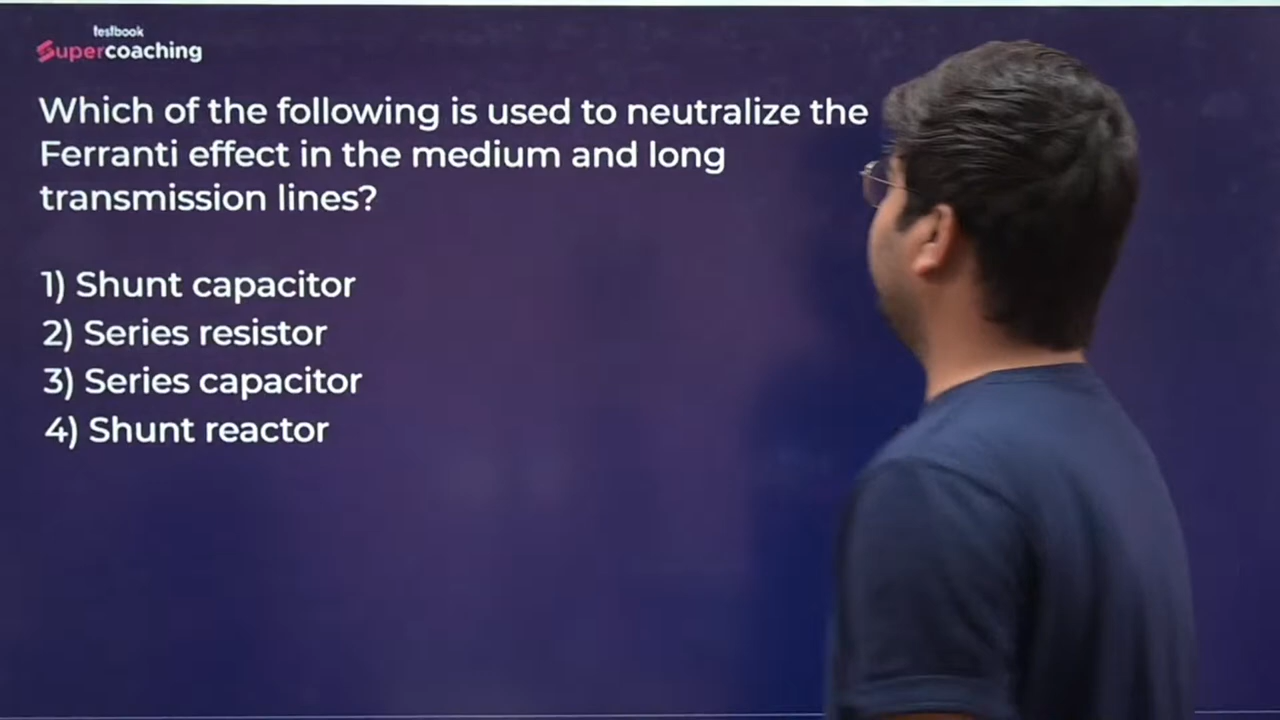 testbook
Supercoaching
Which of the following is used to neutralize the
Ferranti effect in the medium and long
transmission lines?
1) Shunt capacitor
2) Series resistor
3) Series capacitor
4) Shunt reactor